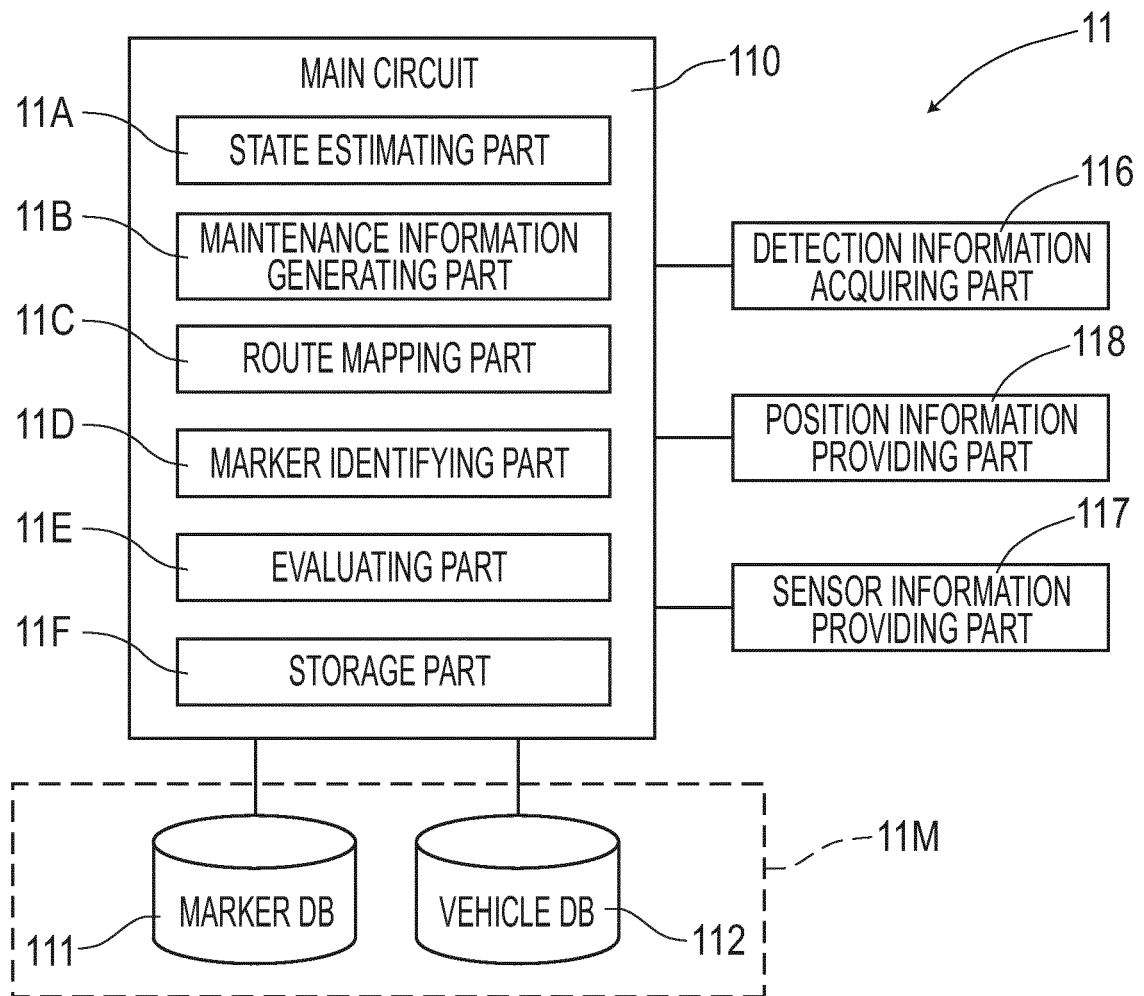 11
MAIN CIRCUIT
110
11A
STATE ESTIMATING PART
11B
MAINTENANCE INFORMATION
GENERATING PART
116
DETECTION INFORMATION
ACQUIRING PART
11C
ROUTE MAPPING PART
118
POSITION INFORMATION
PROVIDING PART
11D
MARKER IDENTIFYING PART
11E
EVALUATING PART
117
SENSOR INFORMATION
PROVIDING PART
11F
STORAGE PART
11M
MARKER DB
VEHICLE DB
111
112